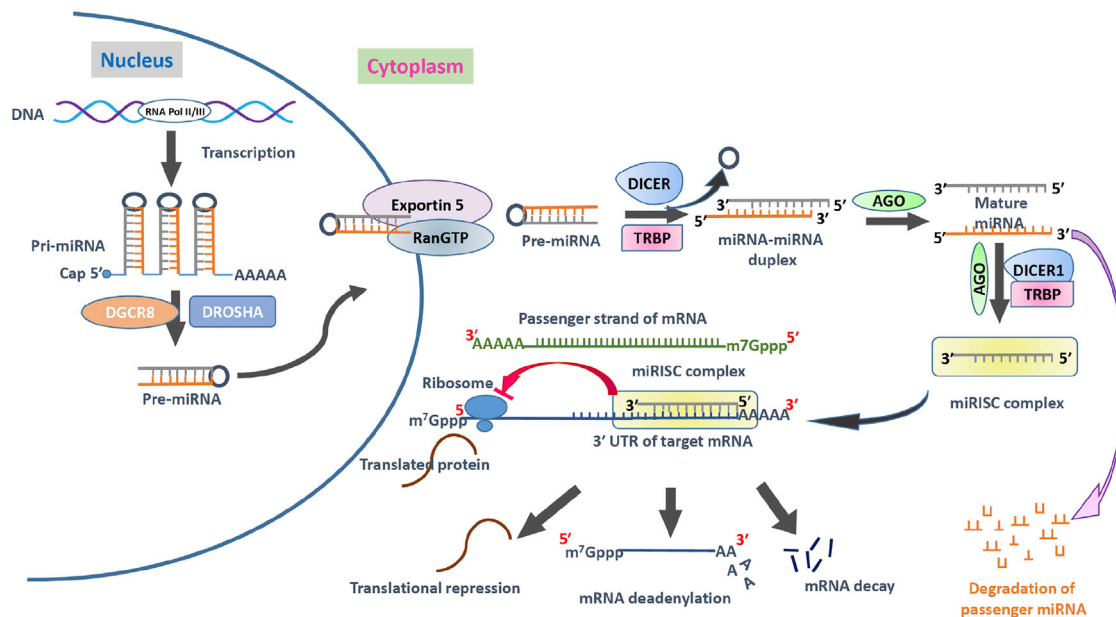 Nucleus
Cytoplasm
DNA
RNA Pol II/III
Transcription
Pri-miRNA
Cap 5’
AAAAA
DGCR8
DROSHA
Pre-miRNA
Exportin 5
RanGTP
Pre-miRNA
DICER
TRBP
5’
3’
miRNA-miRNA
duplex
AGO
3’
5’
Mature
miRNA
5’
3’
AGO
DICER1
TRBP
3’
5’
miRISC complex
Passenger strand of mRNA
3’
AAAAA
m7Gppp
5’
miRISC complex
Ribosome
5
m⁷Gppp
3’
5’
AAAAA
3’
3’ UTR of target mRNA
Translated protein
Translational repression
5’
m⁷Gppp
3’
AA
A
A
A
mRNA deadenylation
mRNA decay
Degradation of
passenger miRNA